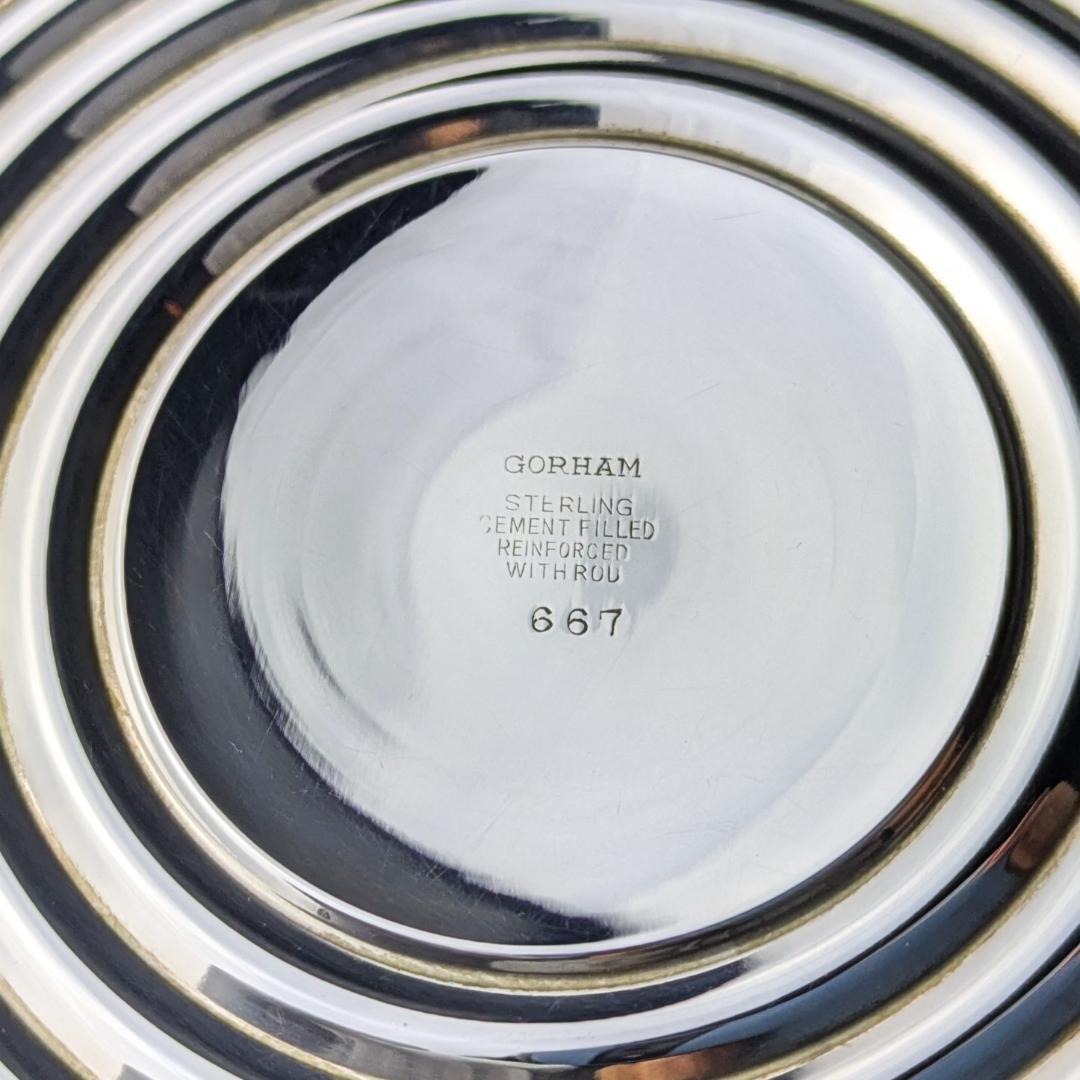 GORHAM
STERLING
CEMENT FILLED
REINFORCED
WITH ROD
667